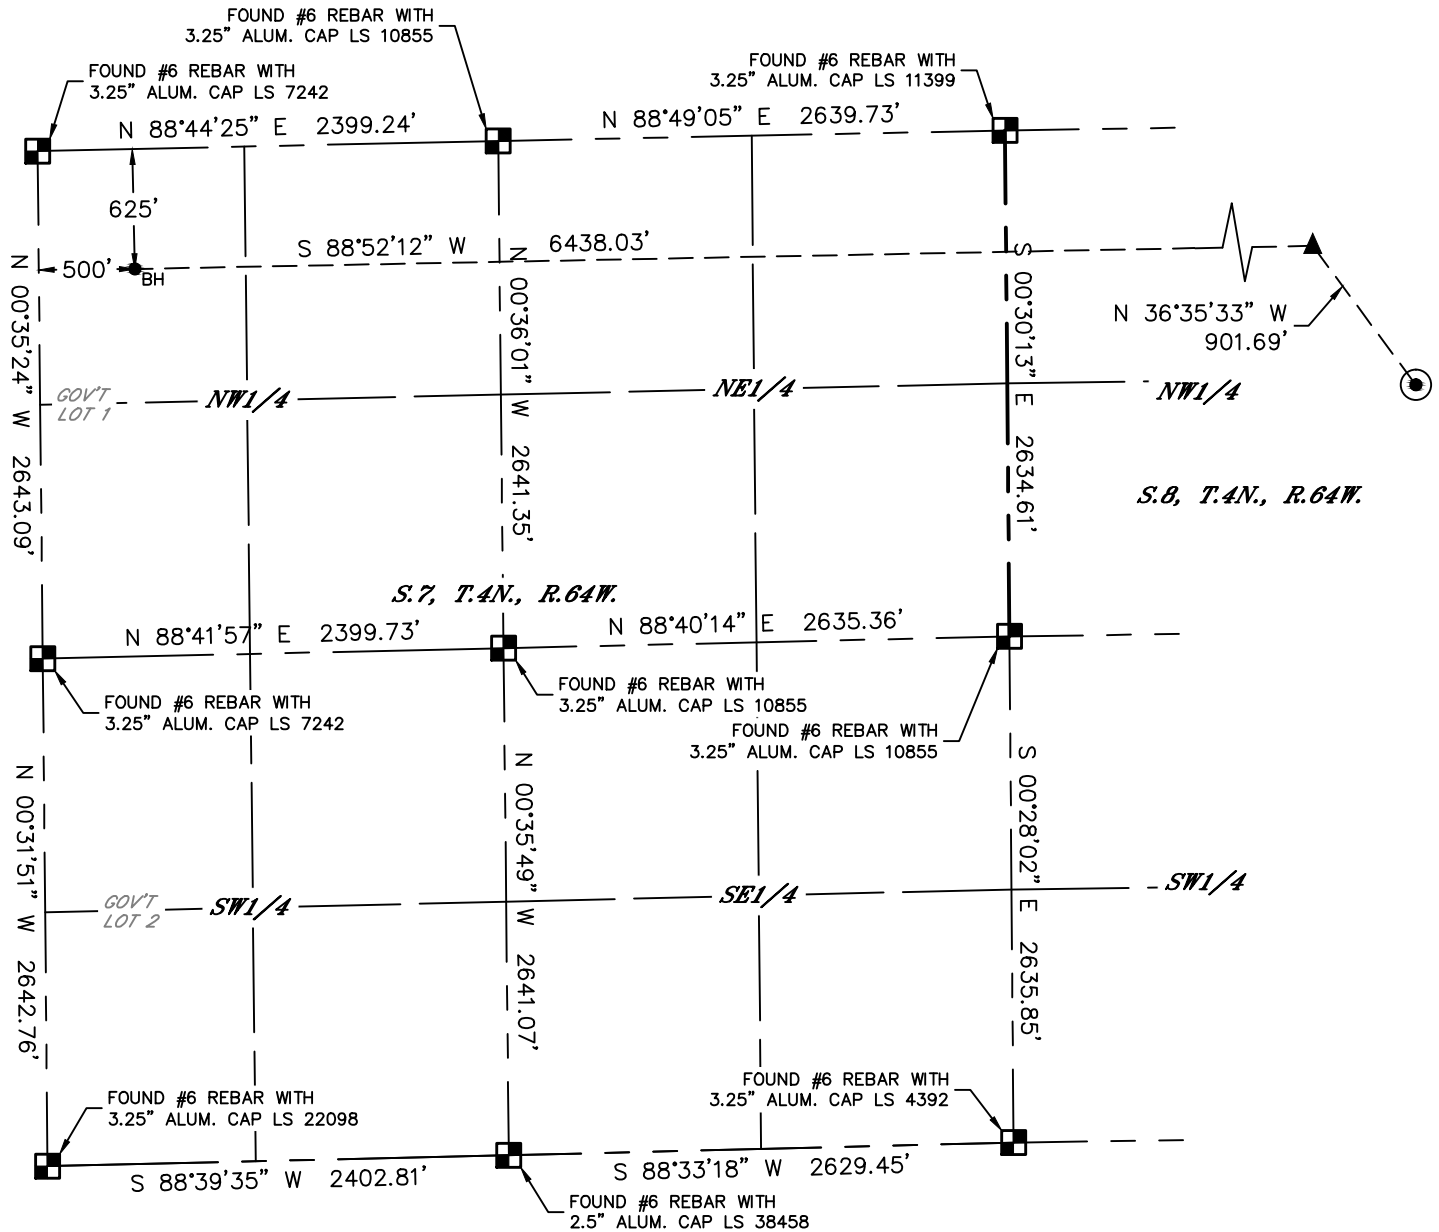 FOUND #6 REBAR WITH
3.25" ALUM. CAP LS 10855
FOUND #6 REBAR WITH
3.25" ALUM. CAP LS 7242
FOUND #6 REBAR WITH
3.25" ALUM. CAP LS 11399
N 88°44'25" E 2399.24'
N 88°49'05" E 2639.73'
625'
S 88°52'12" W 6438.03'
500'
BH
N 00°35'24" W 2643.09'
N 00°36'01" W 2641.35'
S 00°30'13" E 2634.61'
N 36°35'33" W
901.69'
GOV'T
LOT 1
NW1/4
NE1/4
NW1/4
S.8, T.4N., R.64W.
S.7, T.4N., R.64W.
N 88°41'57" E 2399.73'
N 88°40'14" E 2635.36'
FOUND #6 REBAR WITH
3.25" ALUM. CAP LS 7242
FOUND #6 REBAR WITH
3.25" ALUM. CAP LS 10855
FOUND #6 REBAR WITH
3.25" ALUM. CAP LS 10855
N 00°31'51" W 2642.76'
N 00°35'49" W 2641.07'
S 00°28'02" E 2635.85'
GOV'T
LOT 2
SW1/4
SE1/4
SW1/4
FOUND #6 REBAR WITH
3.25" ALUM. CAP LS 22098
FOUND #6 REBAR WITH
3.25" ALUM. CAP LS 4392
S 88°39'35" W 2402.81'
S 88°33'18" W 2629.45'
FOUND #6 REBAR WITH
2.5" ALUM. CAP LS 38458